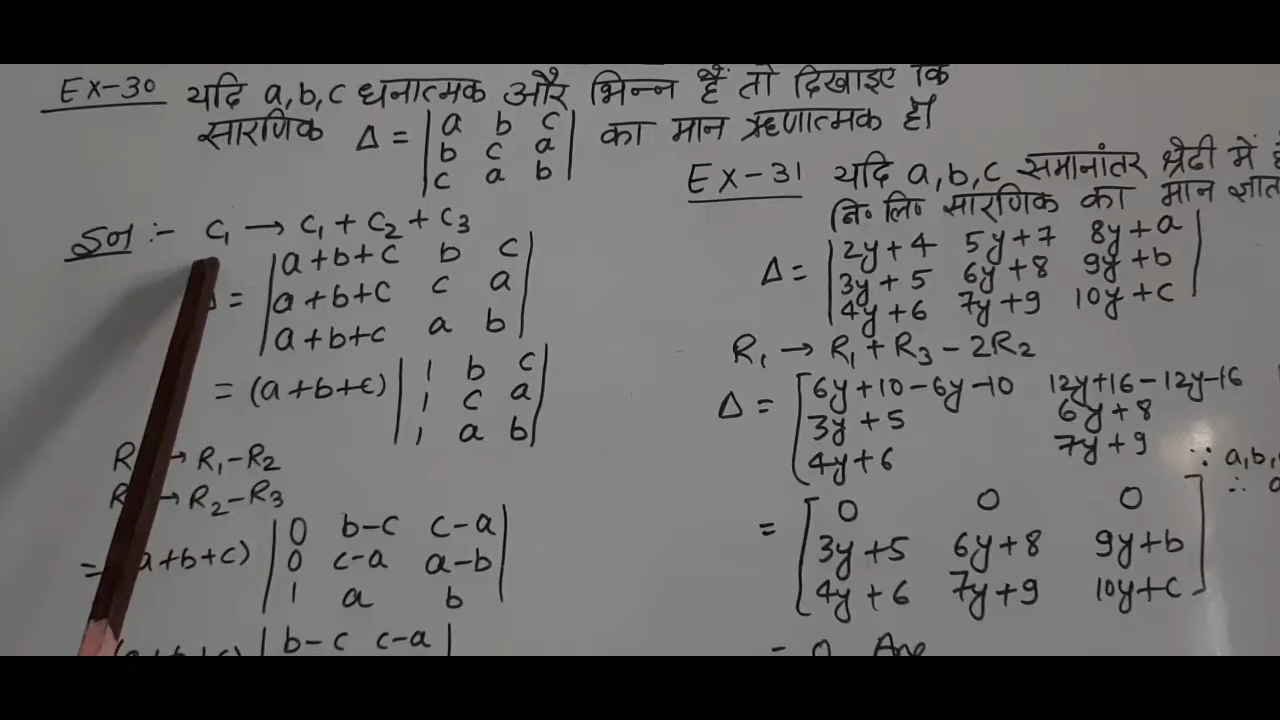 Ex-30 यदि a,b,c धनात्मक और भिन्न हैं तो दिखाइए कि
सारणिक Δ = | a b c | का मान ऋणात्मक है।
| b c a |
| c a b |
हल :- C₁ → C₁ + C₂ + C₃
Δ = | a+b+c b c |
| a+b+c c a |
| a+b+c a b |
= (a+b+c) | 1 b c |
| 1 c a |
| 1 a b |
R → R₁-R₂
R → R₂-R₃
= (a+b+c) | 0 b-c c-a |
| 0 c-a a-b |
| 1 a b |
| b-c c-a |
Ex-31 यदि a,b,c समानांतर श्रेढी में
नि॰ लि॰ सारणिक का मान
Δ = | 2y+4 5y+7 8y+a |
| 3y+5 6y+8 9y+b |
| 4y+6 7y+9 10y+c |
R₁ → R₁ + R₃ - 2R₂
Δ = [ 6y+10-6y-10 12y+16-12y-16
3y+5 6y+8
4y+6 7y+9
∵ a,b,
∴
= [ 0 0 0 ]
3y+5 6y+8 9y+b
4y+6 7y+9 10y+c
= 0 Ans